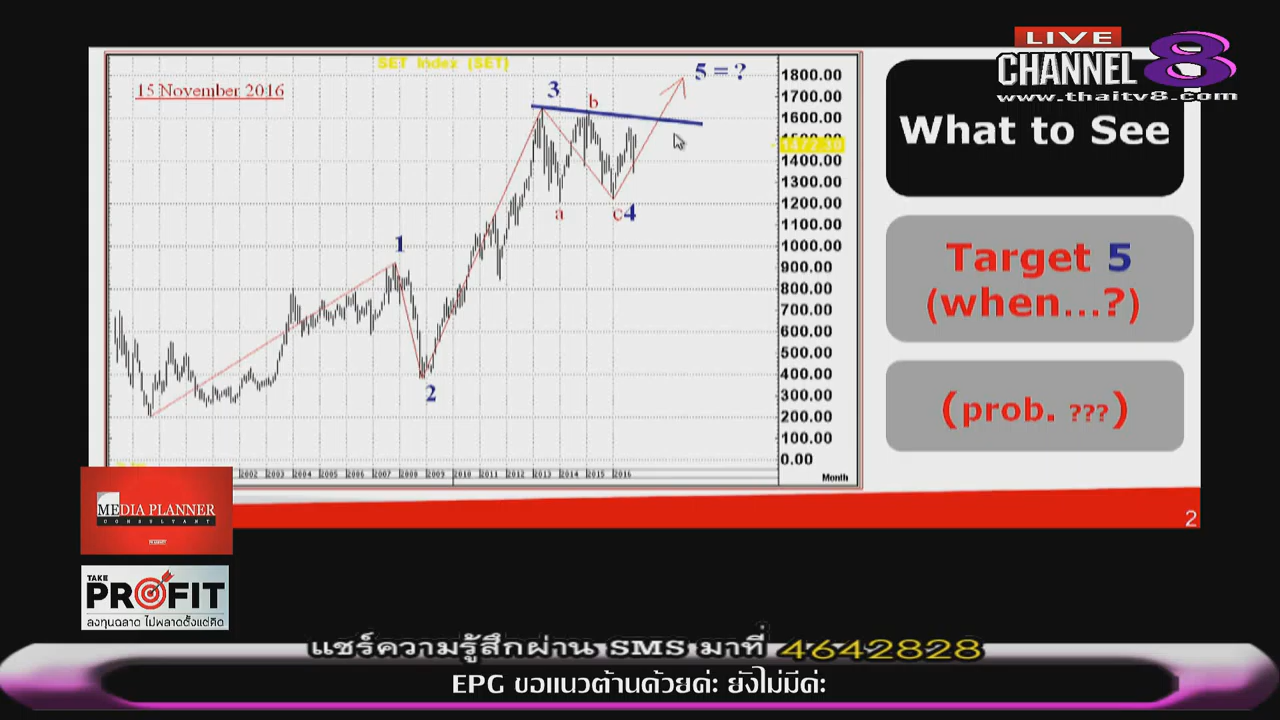 LIVE
CHANNEL 8
www.thaitv8.com
SET Index (SET)
15 November 2016
5 = ?
3
b
1
a
c4
2
1800.00
1700.00
1600.00
1472.30
1400.00
1300.00
1200.00
1100.00
1000.00
900.00
800.00
700.00
600.00
500.00
400.00
300.00
200.00
100.00
0.00
2002 2003 2004 2005 2006 2007 2008 2009 2010 2011 2012 2013 2014 2015 2016
Month
What to See
Target 5
(when...?)
(prob. ???)
2
MEDIA PLANNER
CONSULTANT
TAKE
PROFIT
ลงทุนฉลาด ไม่พลาดตั้งแต่คิด
แชร์ความรู้สึกผ่าน SMS มาที่ 4642828
EPG ขอแนวต้านด้วยค่ะ ยังไม่มีค่ะ